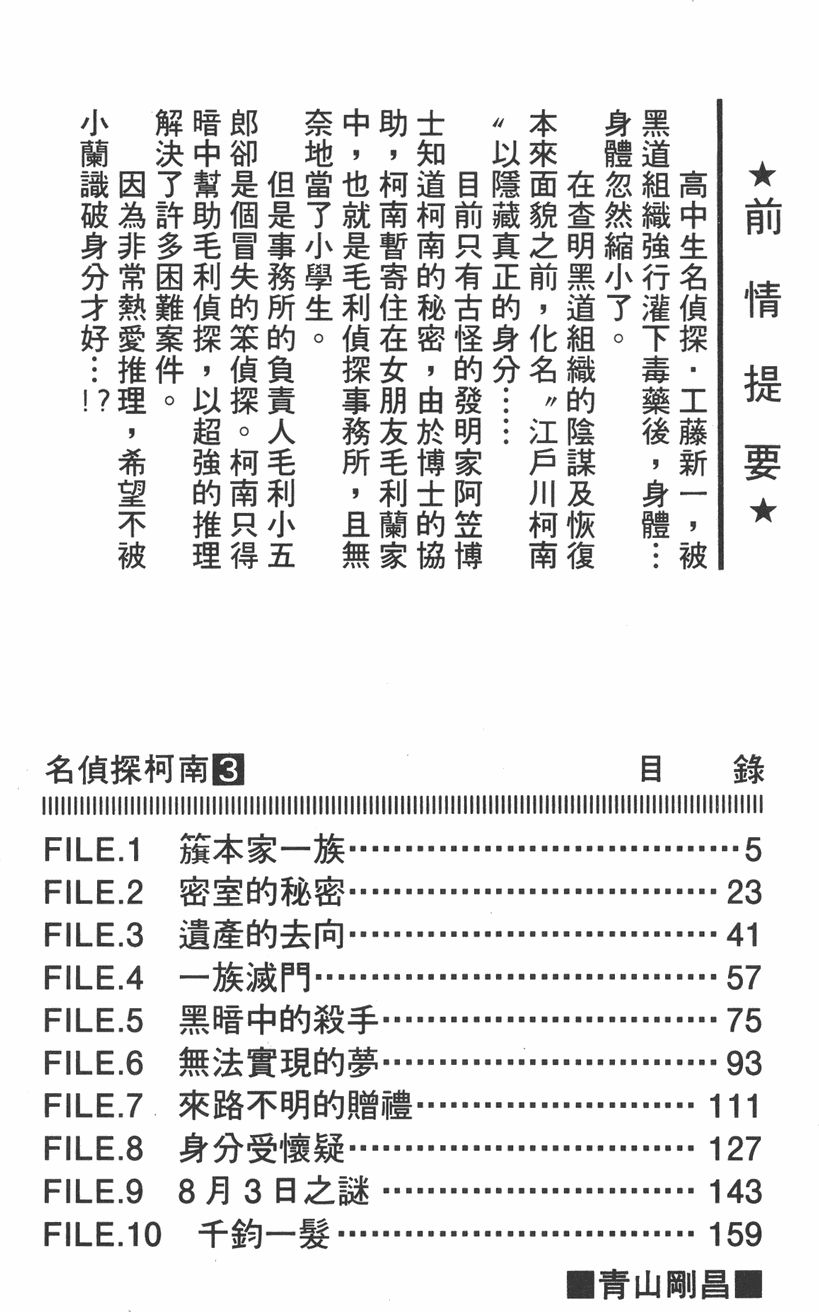 ★前情提要★
高中生名偵探．工藤新一，被
黑道組織強行灌下毒藥後，身體…
身體忽然縮小了。
在查明黑道組織的陰謀及恢復
本來面貌之前，化名〝江戶川柯南
〞以隱藏真正的身分……
目前只有古怪的發明家阿笠博
士知道柯南的秘密，由於博士的協
助，柯南暫寄住在女朋友毛利蘭家
中，也就是毛利偵探事務所，且無
奈地當了小學生。
但是事務所的負責人毛利小五
郎卻是個冒失的笨偵探。柯南只得
暗中幫助毛利偵探，以超強的推理
解決了許多困難案件。
因為非常熱愛推理，希望不被
小蘭識破身分才好…!?
名偵探柯南3 目錄
FILE.1 簱本家一族…………5
FILE.2 密室的秘密…………23
FILE.3 遺產的去向…………41
FILE.4 一族滅門…………57
FILE.5 黑暗中的殺手…………75
FILE.6 無法實現的夢…………93
FILE.7 來路不明的贈禮…………111
FILE.8 身分受懷疑…………127
FILE.9 8月3日之謎…………143
FILE.10 千鈞一髮…………159
■青山剛昌■